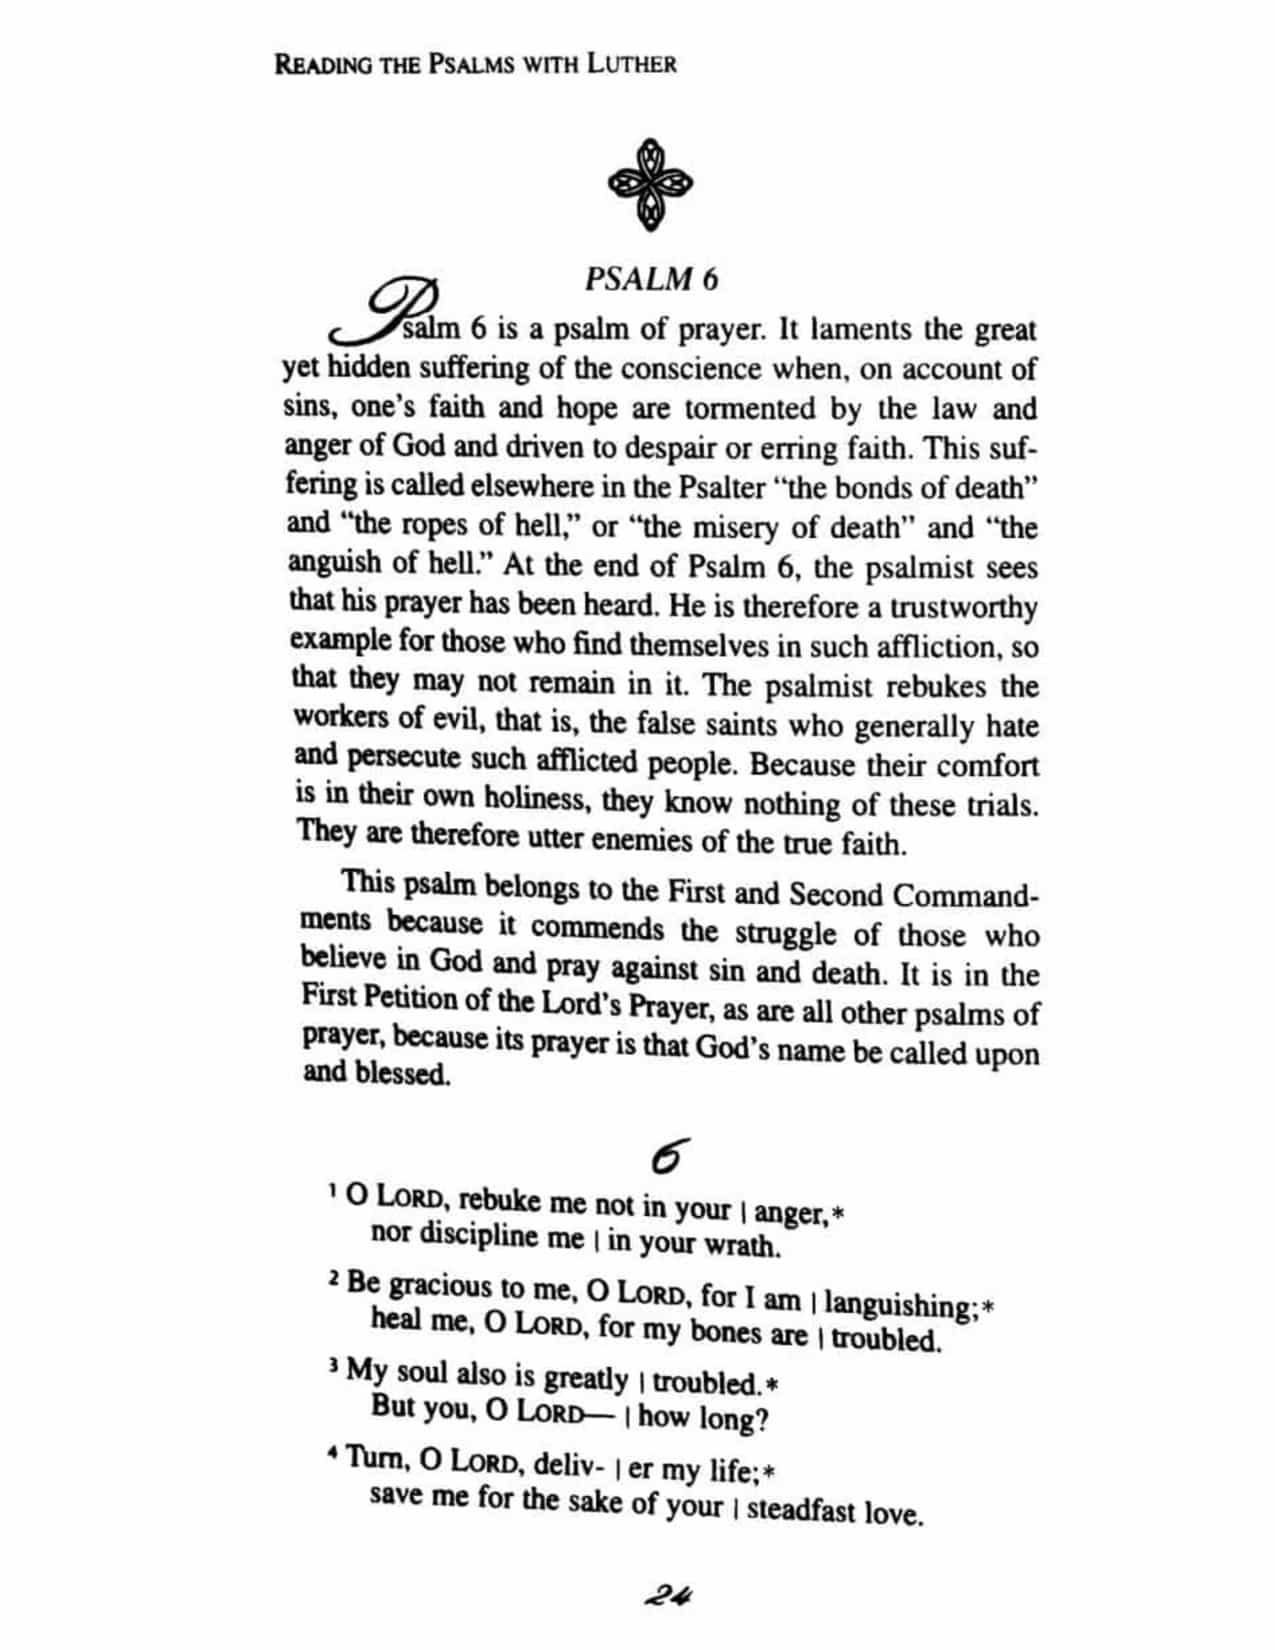 READING THE PSALMS WITH LUTHER
PSALM 6
Psalm 6 is a psalm of prayer. It laments the great
yet hidden suffering of the conscience when, on account of
sins, one's faith and hope are tormented by the law and
anger of God and driven to despair or erring faith. This suf-
fering is called elsewhere in the Psalter “the bonds of death”
and “the ropes of hell,” or “the misery of death” and “the
anguish of hell.” At the end of Psalm 6, the psalmist sees
that his prayer has been heard. He is therefore a trustworthy
example for those who find themselves in such affliction, so
that they may not remain in it. The psalmist rebukes the
workers of evil, that is, the false saints who generally hate
and persecute such afflicted people. Because their comfort
is in their own holiness, they know nothing of these trials.
They are therefore utter enemies of the true faith.
This psalm belongs to the First and Second Command-
ments because it commends the struggle of those who
believe in God and pray against sin and death. It is in the
First Petition of the Lord's Prayer, as are all other psalms of
prayer, because its prayer is that God's name be called upon
and blessed.
6
¹ O LORD, rebuke me not in your | anger,*
nor discipline me | in your wrath.
² Be gracious to me, O LORD, for I am | languishing;*
heal me, O LORD, for my bones are | troubled.
³ My soul also is greatly | troubled.*
But you, O LORD— | how long?
⁴ Turn, O LORD, deliv- | er my life;*
save me for the sake of your | steadfast love.
24